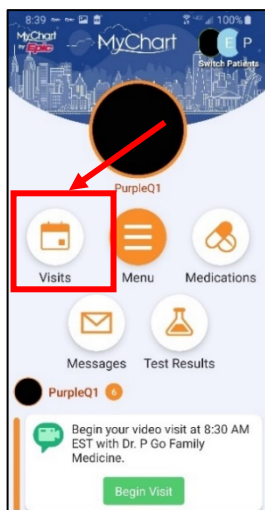 8:39
100%
MyChart
by Epic
MyChart
E P
Switch Patients
PurpleQ1
Visits
Menu
Medications
Messages
Test Results
PurpleQ1 6
Begin your video visit at 8:30 AM
EST with Dr. P Go Family
Medicine.
Begin Visit